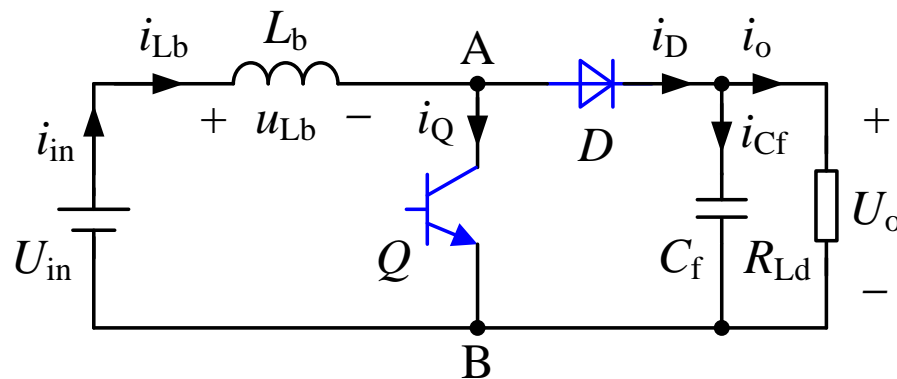 i_Lb L_b A i_D i_o
+ u_Lb − i_Q D i_Cf +
i_in
U_in Q C_f R_Ld U_o
−
B